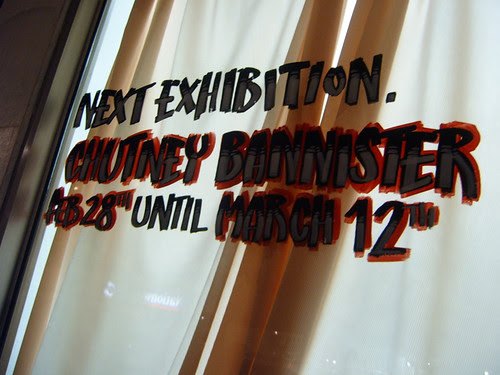 NEXT EXHIBITION.
CHUTNEY BANNISTER
FEB 28TH UNTIL MARCH 12TH